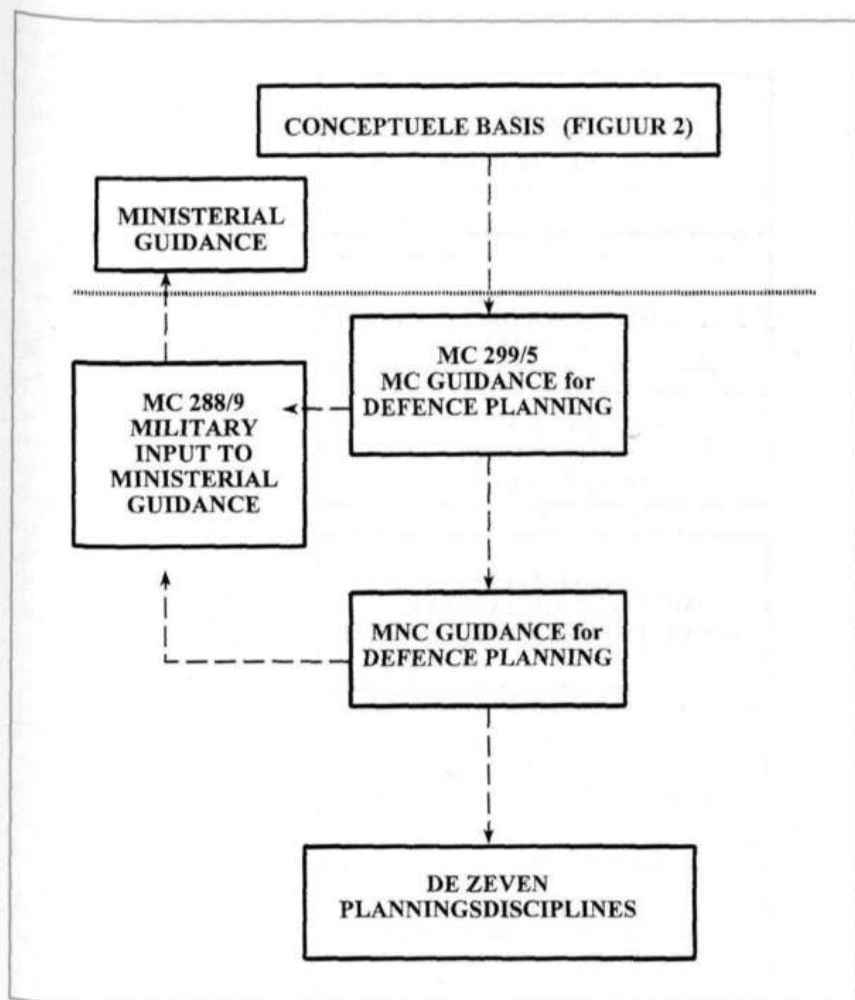 CONCEPTUELE BASIS (FIGUUR 2)
MINISTERIAL
GUIDANCE
MC 299/5
MC GUIDANCE for
DEFENCE PLANNING
MC 288/9
MILITARY
INPUT TO
MINISTERIAL
GUIDANCE
MNC GUIDANCE for
DEFENCE PLANNING
DE ZEVEN
PLANNINGSDISCIPLINES